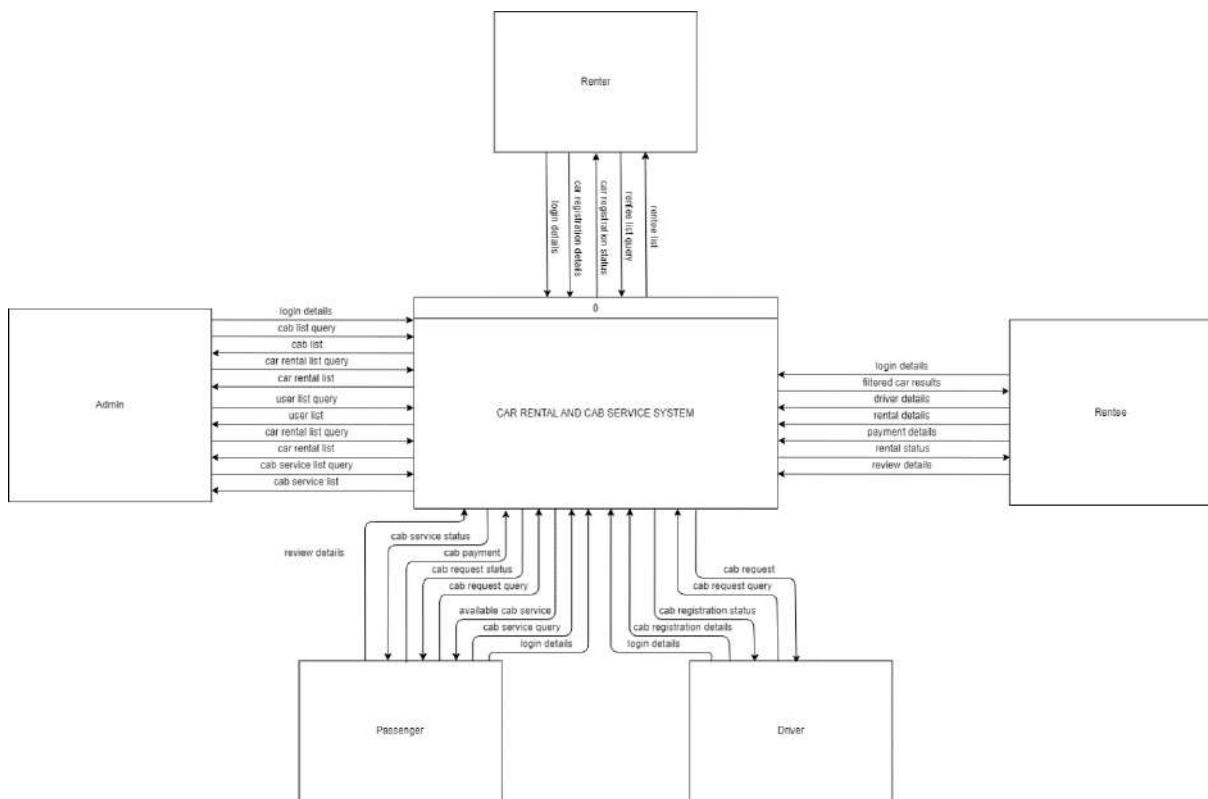 Renter
login details
car registration details
car registration status
rentee list query
rentee list
0
CAR RENTAL AND CAB SERVICE SYSTEM
Admin
login details
cab list query
cab list
car rental list query
car rental list
user list query
user list
car rental list query
car rental list
cab service list query
cab service list
login details
filtered car results
driver details
rental details
payment details
rental status
review details
Rentee
review details
cab service status
cab payment
cab request status
cab request query
available cab service
cab service query
login details
cab request
cab request query
cab registration status
cab registration details
login details
Passenger
Driver